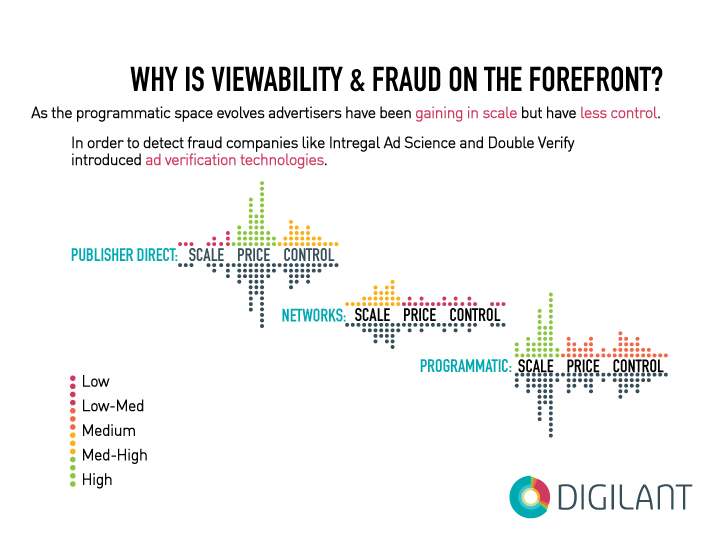 WHY IS VIEWABILITY & FRAUD ON THE FOREFRONT?
As the programmatic space evolves advertisers have been gaining in scale but have less control.
In order to detect fraud companies like Intregal Ad Science and Double Verify
introduced ad verification technologies.
PUBLISHER DIRECT: SCALE PRICE CONTROL
NETWORKS: SCALE PRICE CONTROL
PROGRAMMATIC: SCALE PRICE CONTROL
Low
Low-Med
Medium
Med-High
High
DIGILANT